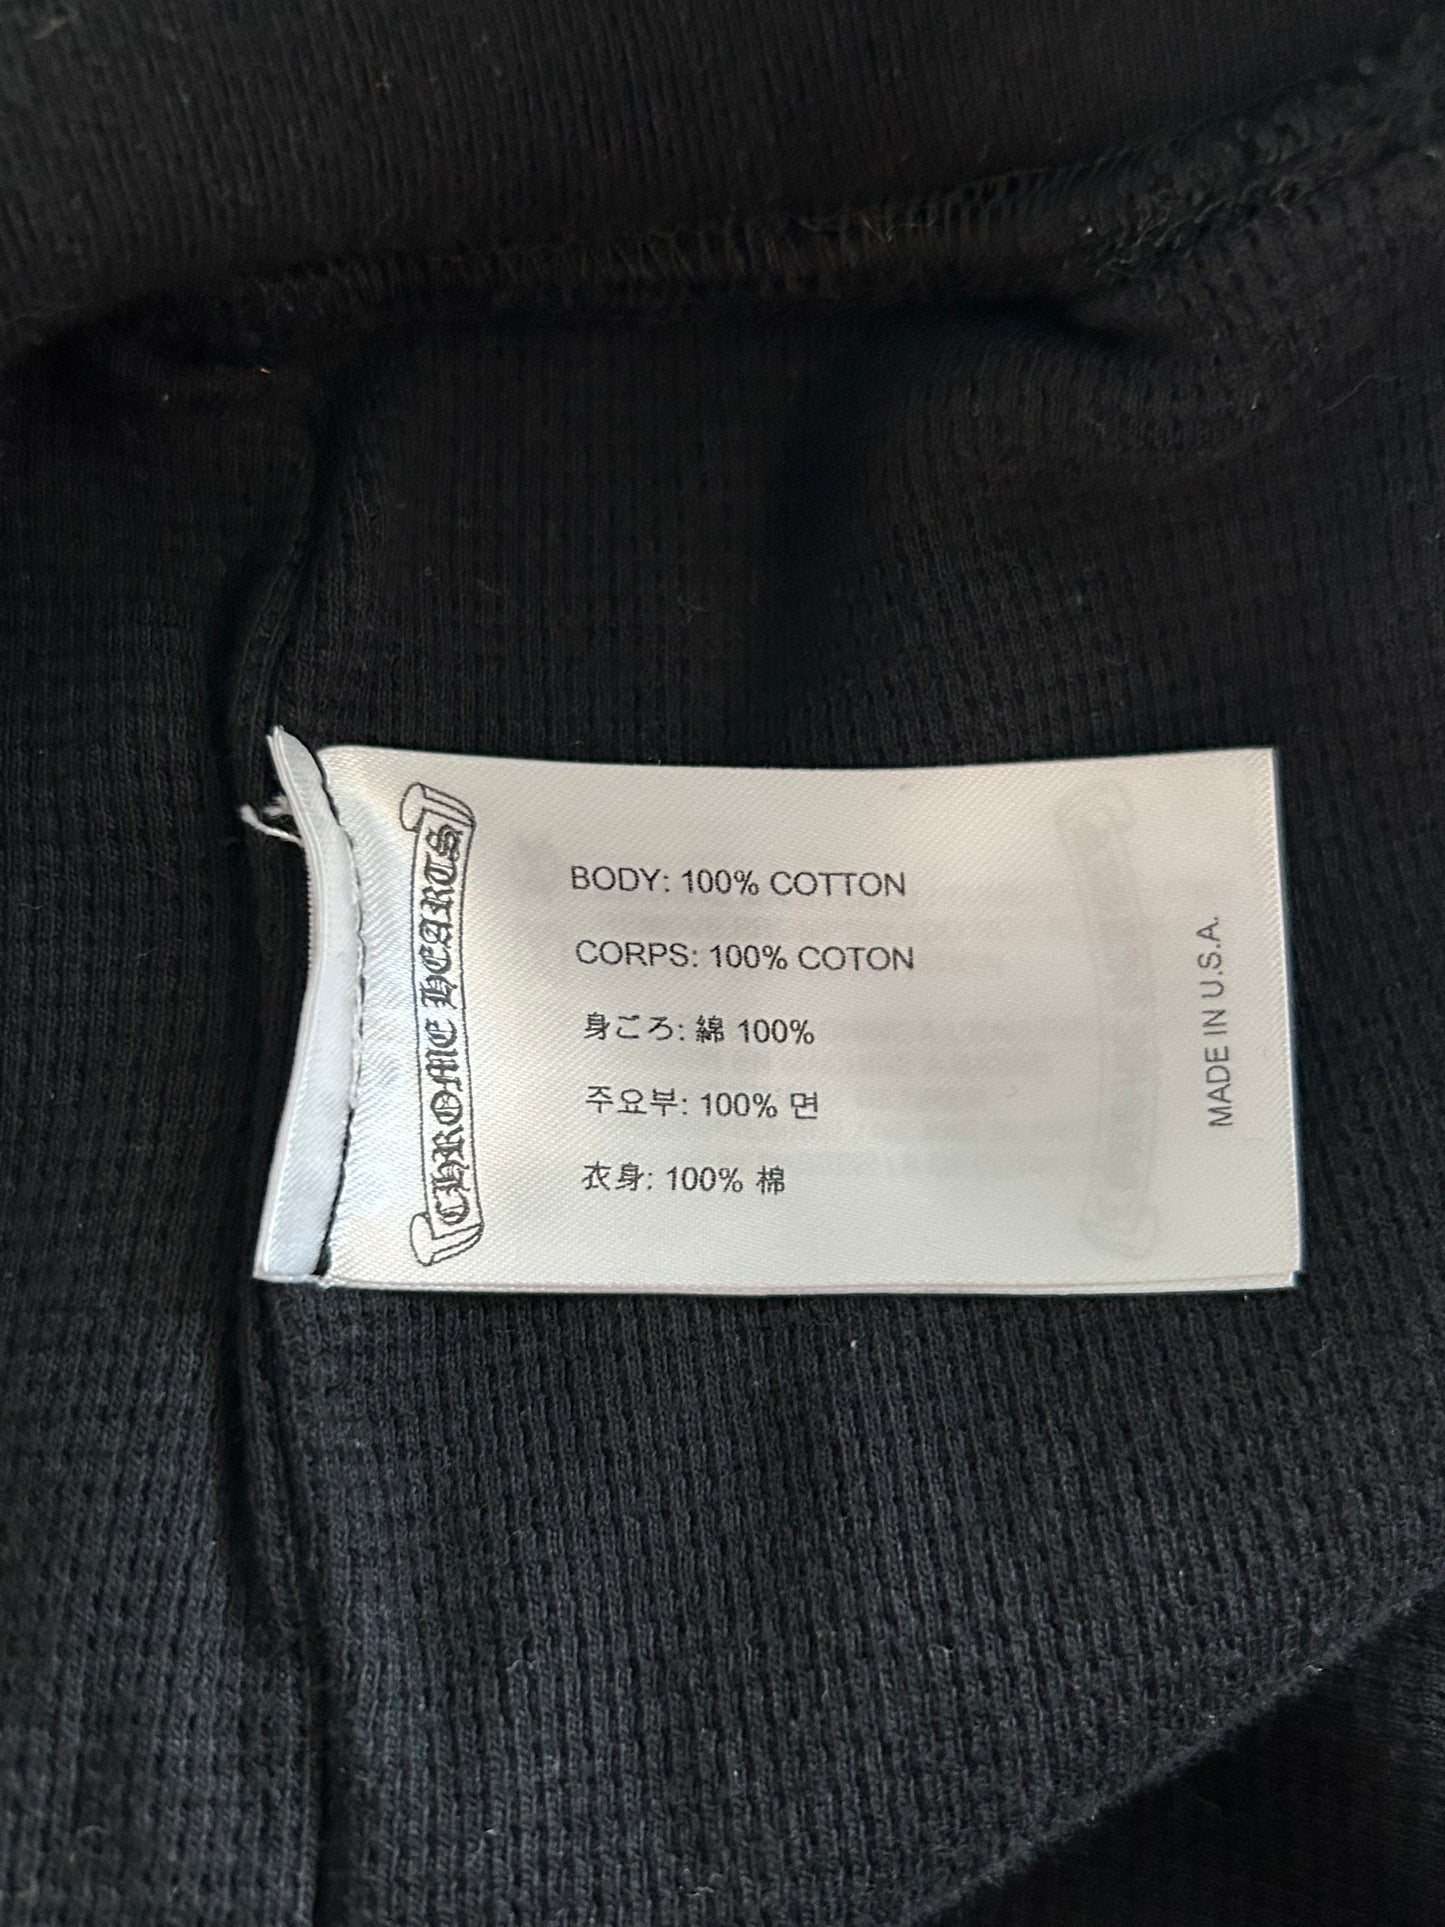 CHROME HEARTS
BODY: 100% COTTON
CORPS: 100% COTON
身ごろ: 綿 100%
주요부: 100% 면
衣身: 100% 棉
MADE IN U.S.A.